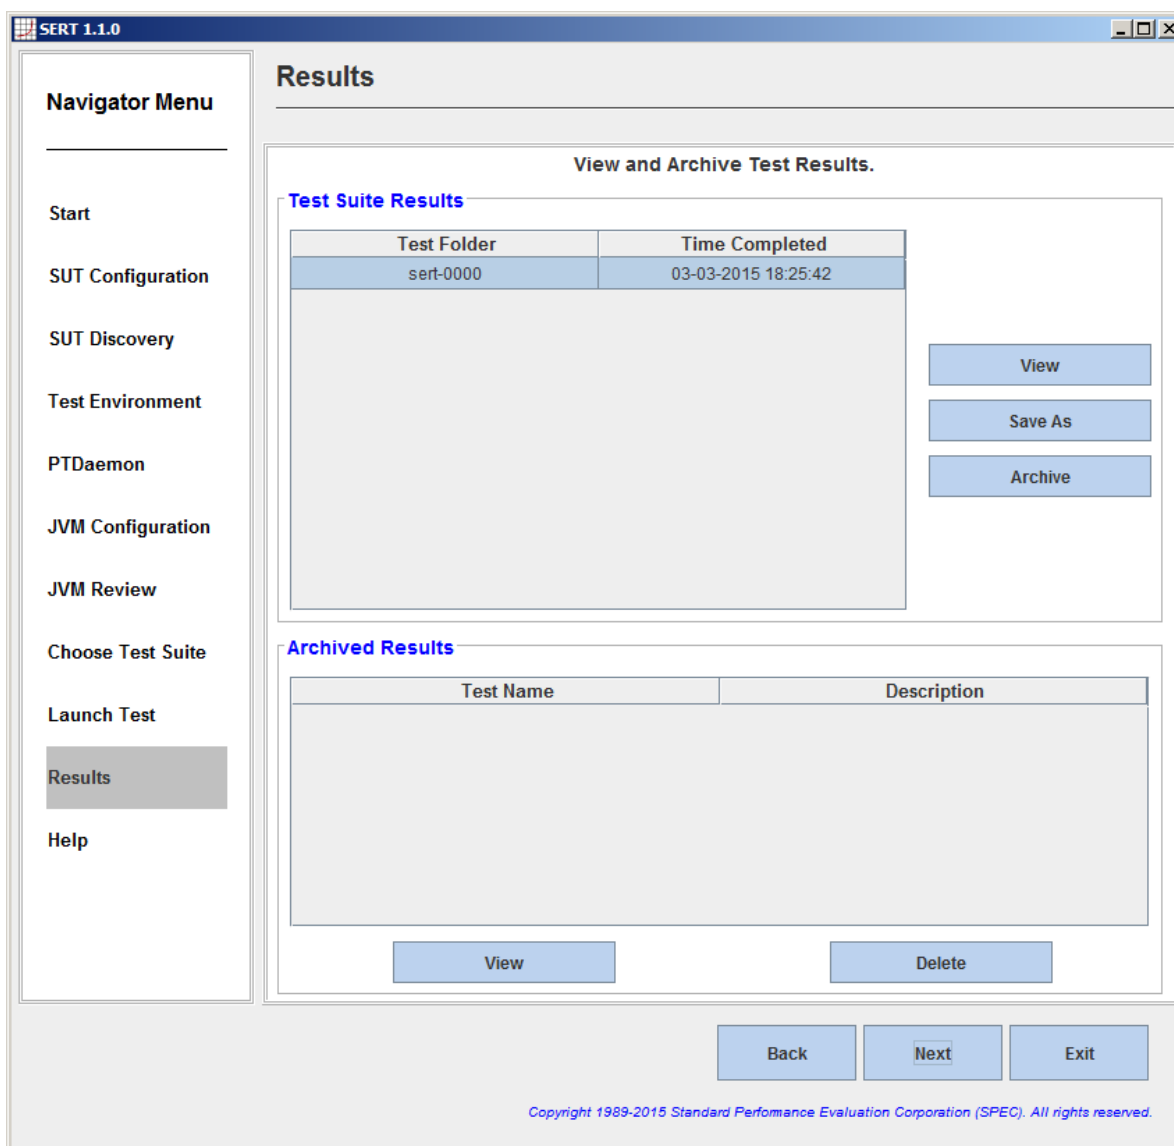 SERT 1.1.0
Navigator Menu
Start
SUT Configuration
SUT Discovery
Test Environment
PTDaemon
JVM Configuration
JVM Review
Choose Test Suite
Launch Test
Results
Help
Results
View and Archive Test Results.
Test Suite Results
Test Folder Time Completed
sert-0000 03-03-2015 18:25:42
View
Save As
Archive
Archived Results
Test Name Description
View Delete
Back Next Exit
Copyright 1989-2015 Standard Performance Evaluation Corporation (SPEC). All rights reserved.